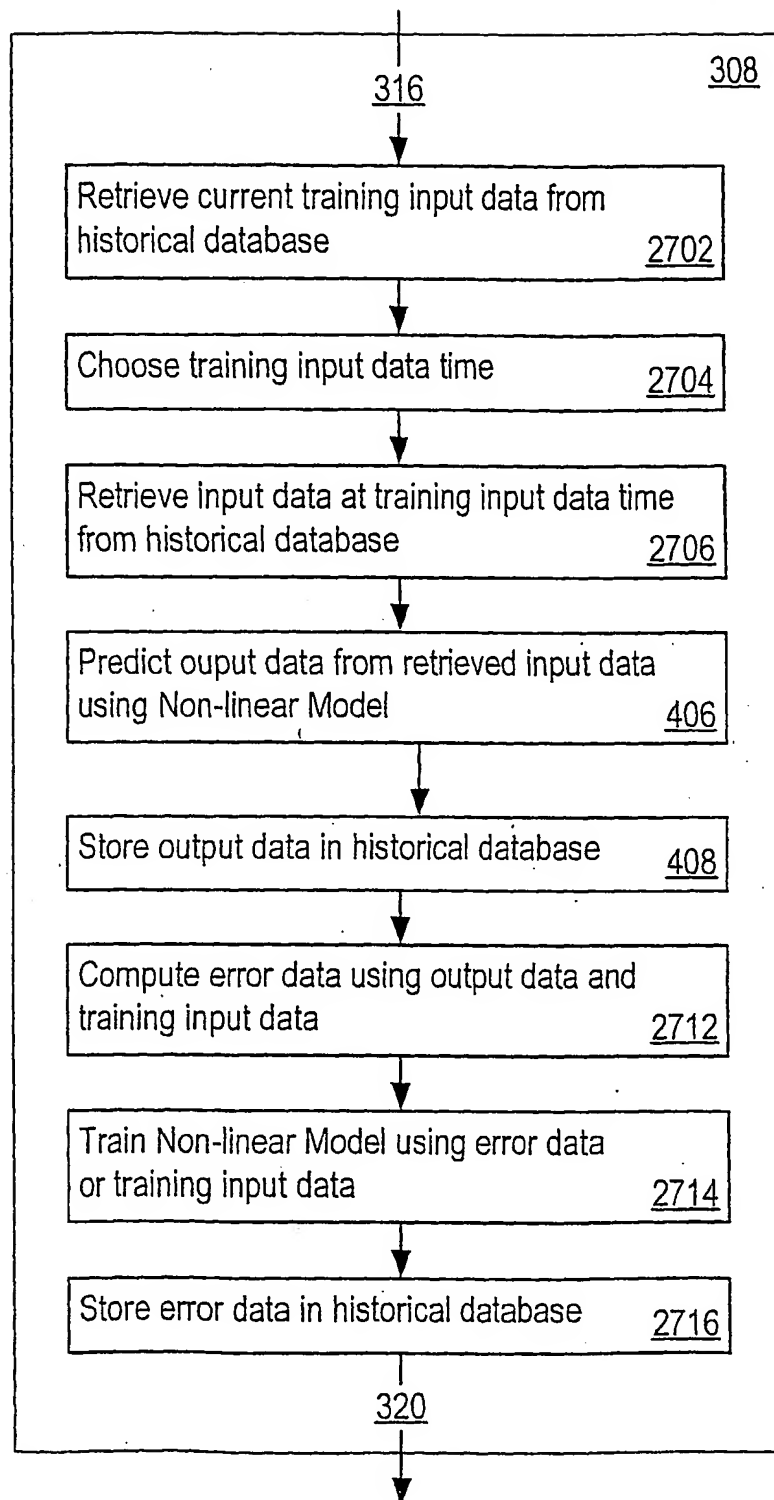 308
316
Retrieve current training input data from
historical database 2702
Choose training input data time 2704
Retrieve input data at training input data time
from historical database 2706
Predict ouput data from retrieved input data
using Non-linear Model 406
Store output data in historical database 408
Compute error data using output data and
training input data 2712
Train Non-linear Model using error data
or training input data 2714
Store error data in historical database 2716
320